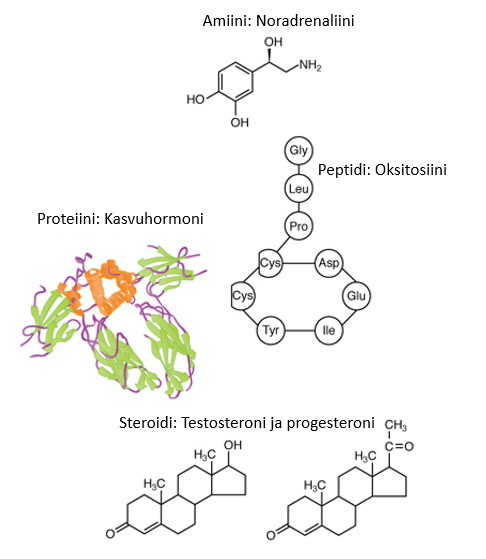 Amiini: Noradrenaliini
OH
NH2
HO
OH
Gly
Leu
Peptidi: Oksitosiini
Pro
Proteiini: Kasvuhormoni
Cys
Asp
Cys
Glu
Tyr
Ile
Steroidi: Testosteroni ja progesteroni
CH3
OH
C=O
H3C
H3C
H3C
H3C
O
O